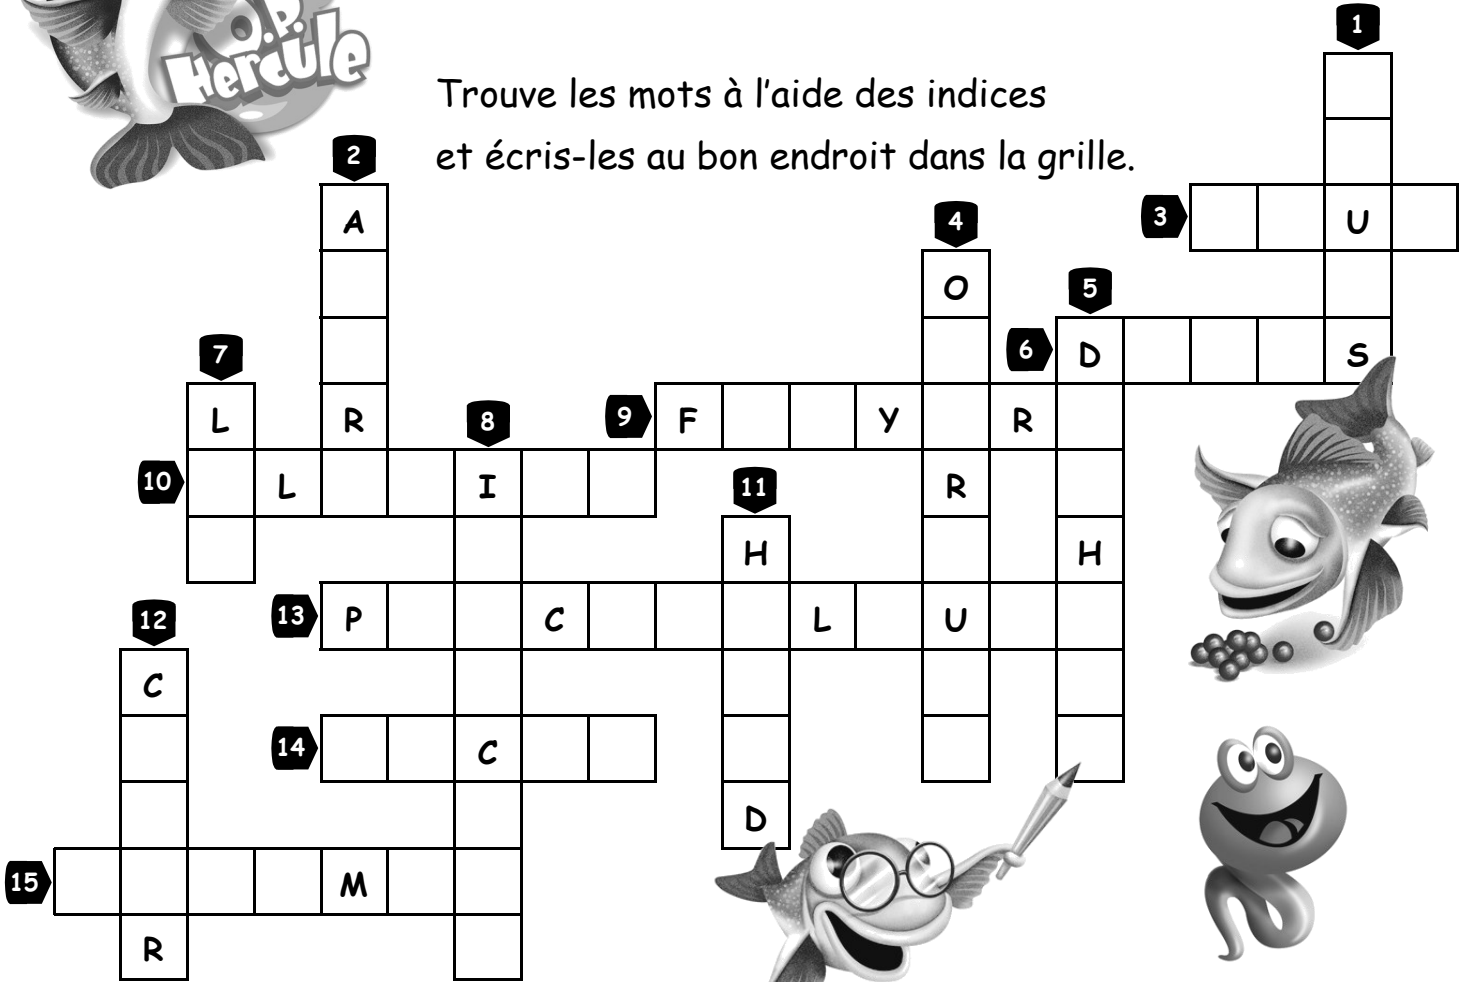 O.P.
Hercule
1
Trouve les mots à l'aide des indices
2
et écris-les au bon endroit dans la grille.
A
3
U
4
O
5
7
6
D
S
L
R
8
9
F
Y
R
10
L
I
11
R
H
H
12
13
P
C
L
U
C
14
C
D
15
M
R